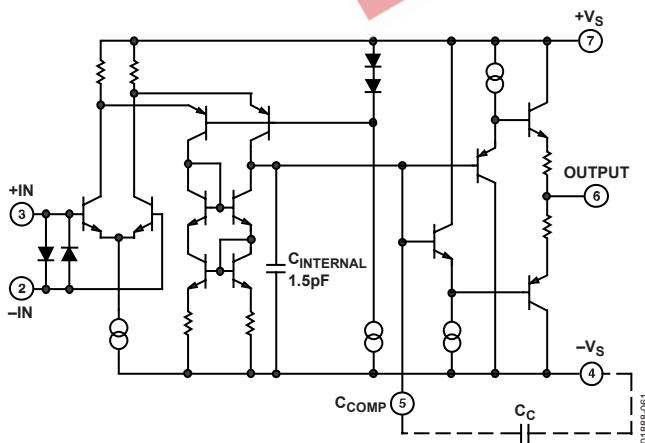 +VS
7
+IN
3
2
–IN
CINTERNAL
1.5pF
OUTPUT
6
–VS
4
CCOMP
5
CC
01888-061